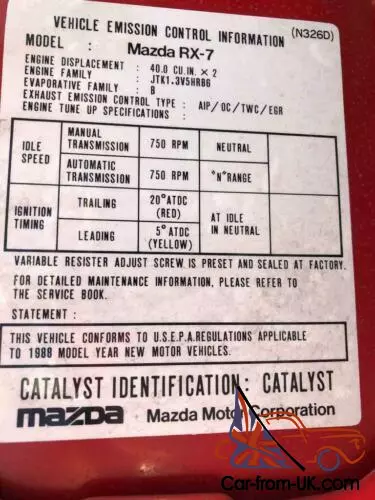 VEHICLE EMISSION CONTROL INFORMATION (N326D)
MODEL : Mazda RX-7
ENGINE DISPLACEMENT : 40.0 CU.IN. × 2
ENGINE FAMILY : JTK1.3V5HRB6
EVAPORATIVE FAMILY : B
EXHAUST EMISSION CONTROL TYPE : AIP/OC/TWC/EGR
ENGINE TUNE UP SPECIFICATIONS :
IDLE SPEED
MANUAL TRANSMISSION 750 RPM NEUTRAL
AUTOMATIC TRANSMISSION 750 RPM "N" RANGE
IGNITION TIMING
TRAILING 20° ATDC (RED)
LEADING 5° ATDC (YELLOW)
AT IDLE IN NEUTRAL
VARIABLE RESISTER ADJUST SCREW IS PRESET AND SEALED AT FACTORY.
FOR DETAILED MAINTENANCE INFORMATION, PLEASE REFER TO
THE SERVICE BOOK.
STATEMENT :
THIS VEHICLE CONFORMS TO U.S.E.P.A.REGULATIONS APPLICABLE
TO 1988 MODEL YEAR NEW MOTOR VEHICLES.
CATALYST IDENTIFICATION: CATALYST
mazda Mazda Motor Corporation
Car-from-UK.com